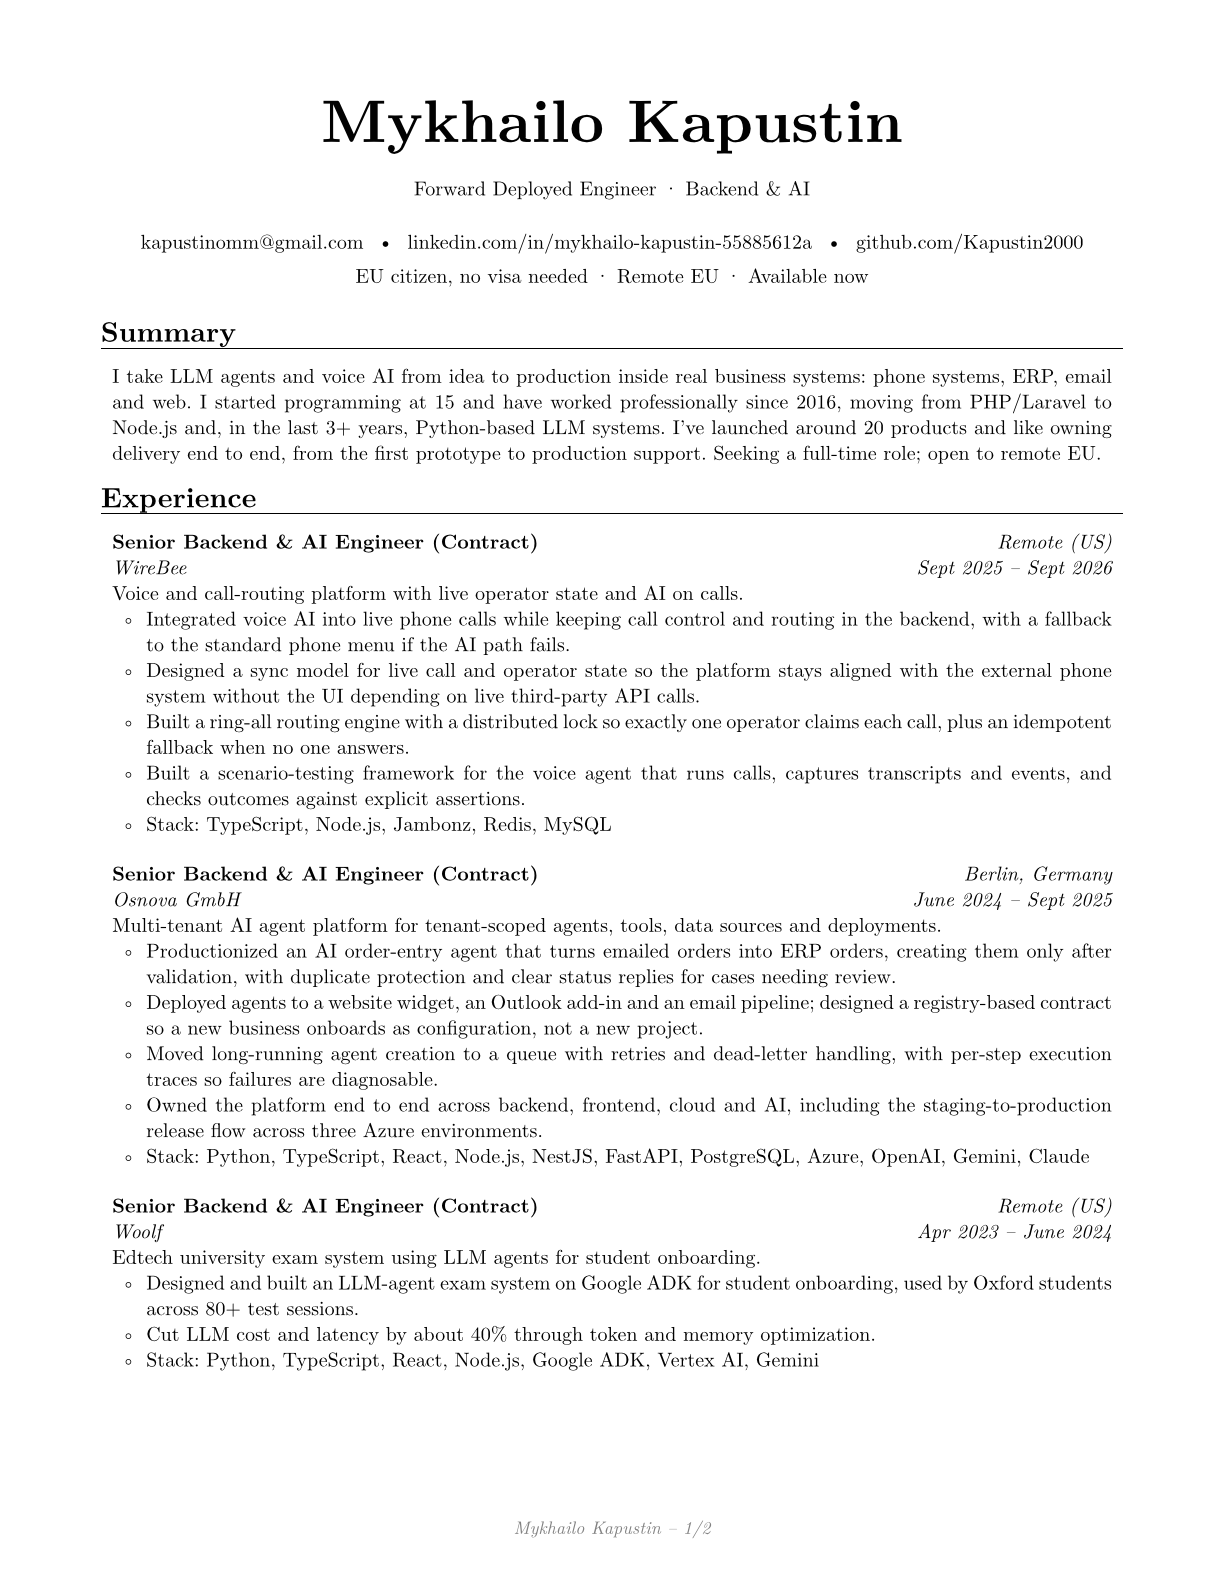 Mykhailo Kapustin
Forward Deployed Engineer · Backend & AI
kapustinomm@gmail.com • linkedin.com/in/mykhailo-kapustin-55885612a • github.com/Kapustin2000
EU citizen, no visa needed · Remote EU · Available now
Summary
I take LLM agents and voice AI from idea to production inside real business systems: phone systems, ERP, email
and web. I started programming at 15 and have worked professionally since 2016, moving from PHP/Laravel to
Node.js and, in the last 3+ years, Python-based LLM systems. I've launched around 20 products and like owning
delivery end to end, from the first prototype to production support. Seeking a full-time role; open to remote EU.
Experience
Senior Backend & AI Engineer (Contract) Remote (US)
WireBee Sept 2025 – Sept 2026
Voice and call-routing platform with live operator state and AI on calls.
◦ Integrated voice AI into live phone calls while keeping call control and routing in the backend, with a fallback
to the standard phone menu if the AI path fails.
◦ Designed a sync model for live call and operator state so the platform stays aligned with the external phone
system without the UI depending on live third-party API calls.
◦ Built a ring-all routing engine with a distributed lock so exactly one operator claims each call, plus an idempotent
fallback when no one answers.
◦ Built a scenario-testing framework for the voice agent that runs calls, captures transcripts and events, and
checks outcomes against explicit assertions.
◦ Stack: TypeScript, Node.js, Jambonz, Redis, MySQL
Senior Backend & AI Engineer (Contract) Berlin, Germany
Osnova GmbH June 2024 – Sept 2025
Multi-tenant AI agent platform for tenant-scoped agents, tools, data sources and deployments.
◦ Productionized an AI order-entry agent that turns emailed orders into ERP orders, creating them only after
validation, with duplicate protection and clear status replies for cases needing review.
◦ Deployed agents to a website widget, an Outlook add-in and an email pipeline; designed a registry-based contract
so a new business onboards as configuration, not a new project.
◦ Moved long-running agent creation to a queue with retries and dead-letter handling, with per-step execution
traces so failures are diagnosable.
◦ Owned the platform end to end across backend, frontend, cloud and AI, including the staging-to-production
release flow across three Azure environments.
◦ Stack: Python, TypeScript, React, Node.js, NestJS, FastAPI, PostgreSQL, Azure, OpenAI, Gemini, Claude
Senior Backend & AI Engineer (Contract) Remote (US)
Woolf Apr 2023 – June 2024
Edtech university exam system using LLM agents for student onboarding.
◦ Designed and built an LLM-agent exam system on Google ADK for student onboarding, used by Oxford students
across 80+ test sessions.
◦ Cut LLM cost and latency by about 40% through token and memory optimization.
◦ Stack: Python, TypeScript, React, Node.js, Google ADK, Vertex AI, Gemini
Mykhailo Kapustin – 1/2